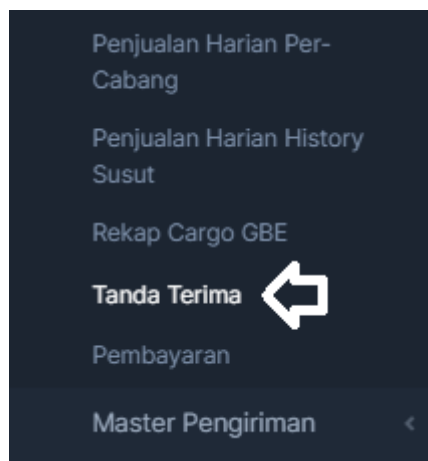 Penjualan Harian Per-
Cabang
Penjualan Harian History
Susut
Rekap Cargo GBE
Tanda Terima
Pembayaran
Master Pengiriman